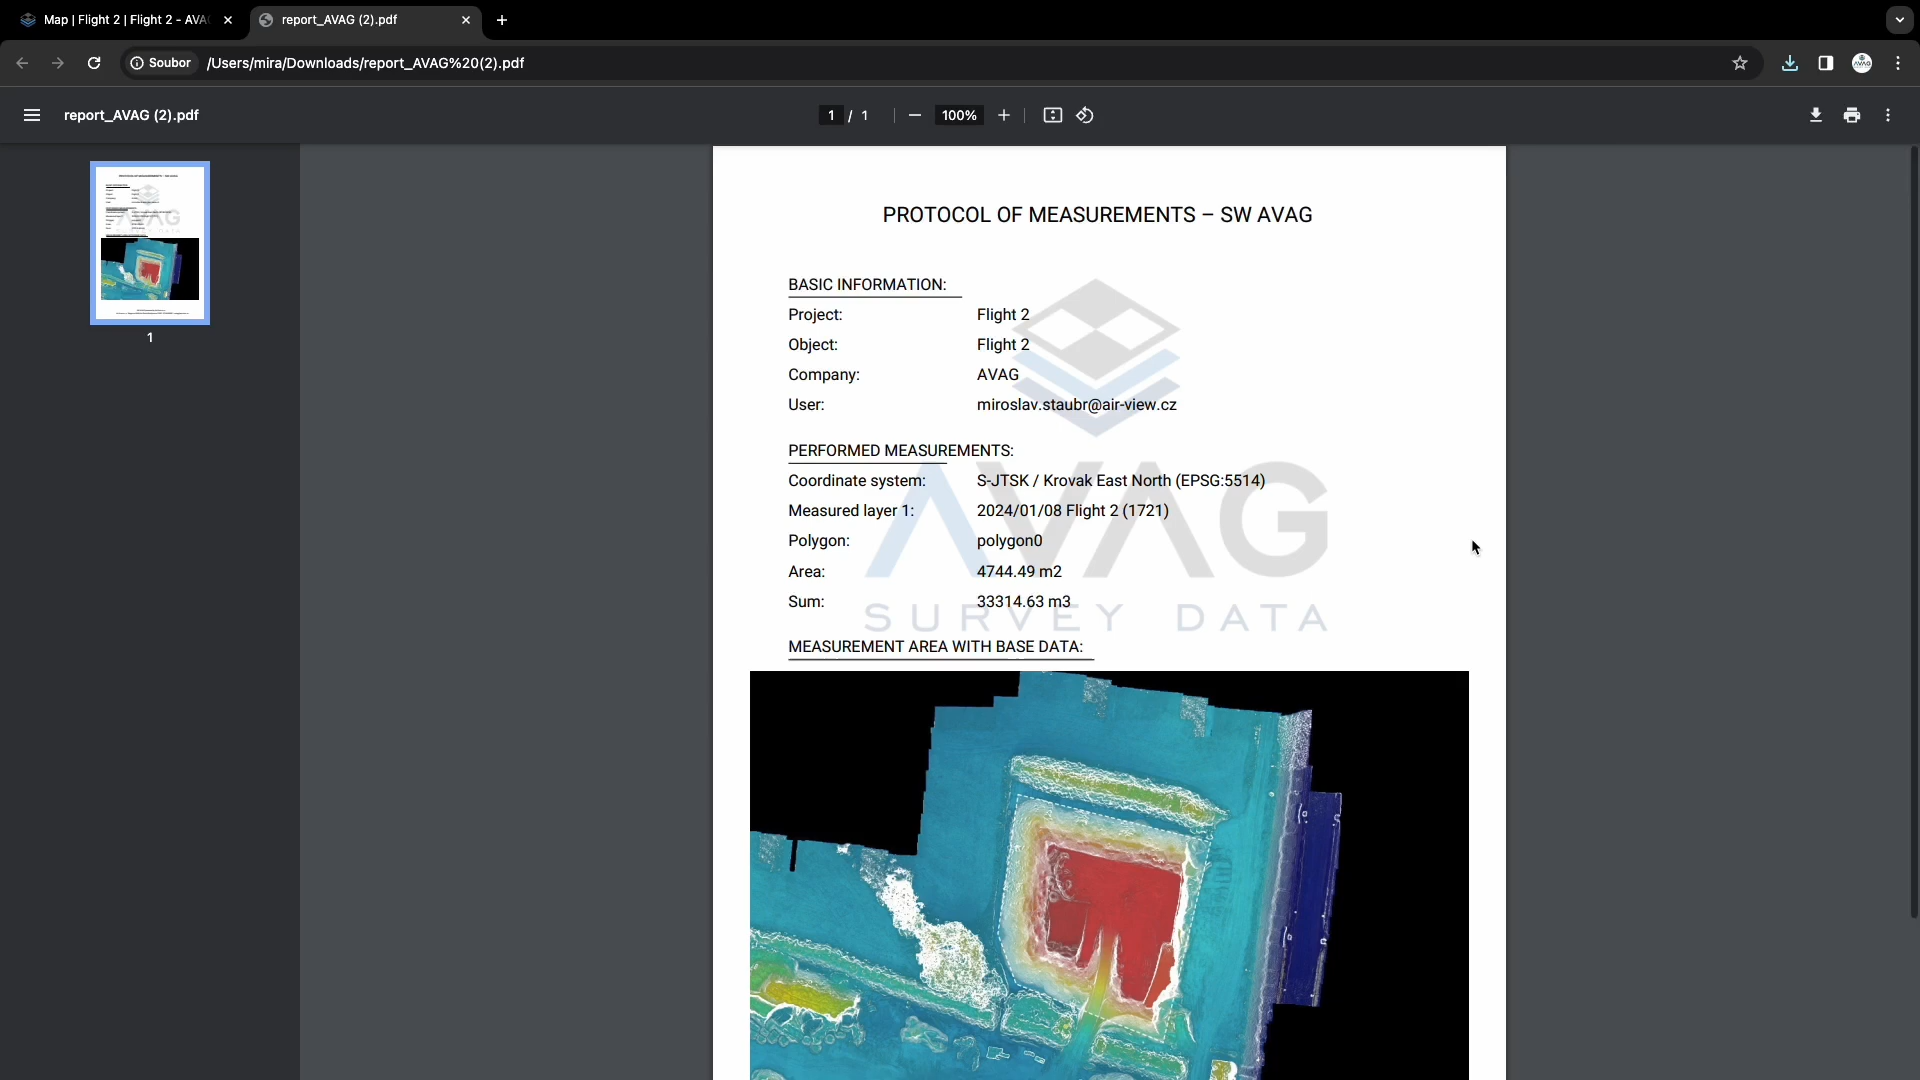 Map | Flight 2 | Flight 2 - AVA
report_AVAG (2).pdf
Soubor
/Users/mira/Downloads/report_AVAG%20(2).pdf
report_AVAG (2).pdf
1 / 1
100%
1
PROTOCOL OF MEASUREMENTS – SW AVAG
BASIC INFORMATION:
Project: Flight 2
Object: Flight 2
Company: AVAG
User: miroslav.staubr@air-view.cz
PERFORMED MEASUREMENTS:
Coordinate system: S-JTSK / Krovak East North (EPSG:5514)
Measured layer 1: 2024/01/08 Flight 2 (1721)
Polygon: polygon0
Area: 4744.49 m2
Sum: 33314.63 m3
AVAG
SURVEY DATA
MEASUREMENT AREA WITH BASE DATA: